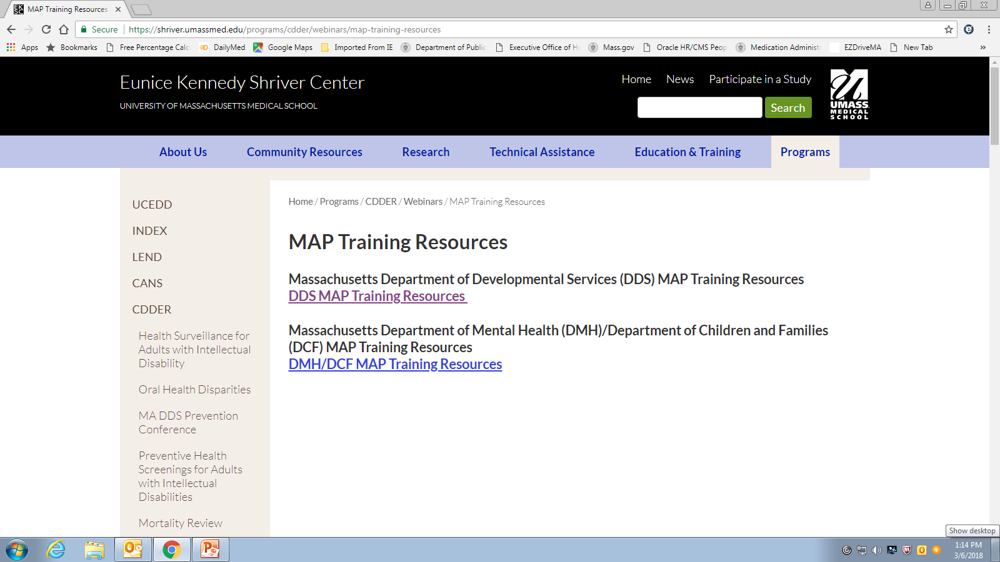 MAP Training Resources
Secure https://shriver.umassmed.edu/programs/cdder/webinars/map-training-resources
Apps Bookmarks Free Percentage Calc DailyMed Google Maps Imported From IE Department of Public Executive Office of He Mass.gov Oracle HR/CMS Peop Medication Administ EZDriveMA New Tab »
EK
SC
Eunice Kennedy Shriver Center
UNIVERSITY OF MASSACHUSETTS MEDICAL SCHOOL
Home News Participate in a Study
Search
UMASS
MEDICAL
SCHOOL
About Us Community Resources Research Technical Assistance Education & Training Programs
UCEDD
INDEX
LEND
CANS
CDDER
Health Surveillance for
Adults with Intellectual
Disability
Oral Health Disparities
MA DDS Prevention
Conference
Preventive Health
Screenings for Adults
with Intellectual
Disabilities
Mortality Review
Home / Programs / CDDER / Webinars / MAP Training Resources
MAP Training Resources
Massachusetts Department of Developmental Services (DDS) MAP Training Resources
DDS MAP Training Resources
Massachusetts Department of Mental Health (DMH)/Department of Children and Families
(DCF) MAP Training Resources
DMH/DCF MAP Training Resources
Show desktop
1:14 PM
3/6/2018